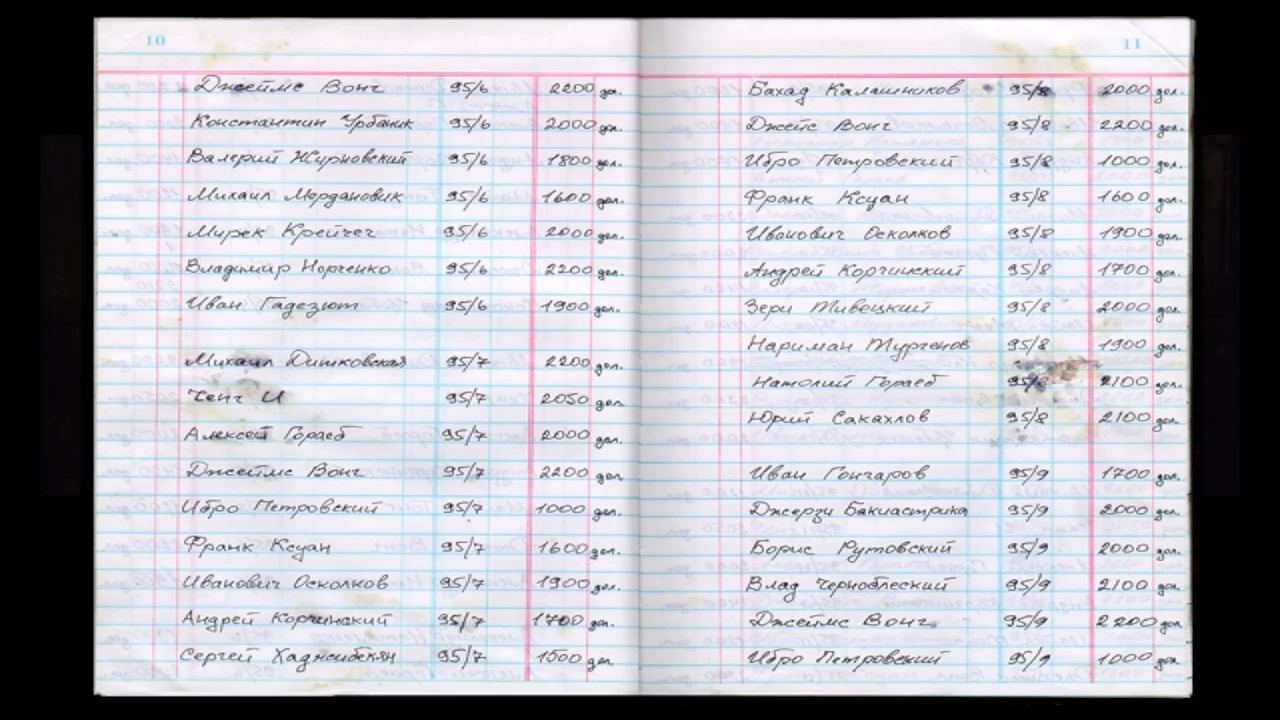 10
Джеймс Вонг 95/6 2200 дол.
Константин Урбаник 95/6 2000 дол.
Валерий Журновский 95/6 1800 дол.
Михаил Мордановик 95/6 1600 дол.
Мирек Крейчег 95/6 2000 дол.
Владимир Норченко 95/6 2200 дол.
Иван Гадезют 95/6 1900 дол.
Михаил Дишковская 95/7 2200 дол.
Ченг И 95/7 2050 дол.
Алексей Гораеб 95/7 2000 дол.
Джеймс Вонг 95/7 2200 дол.
Ибро Петровский 95/7 1000 дол.
Франк Ксуан 95/7 1600 дол.
Иванович Осколков 95/7 1900 дол.
Андрей Корчинский 95/7 1700 дол.
Сергей Хаджибекян 95/7 1500 дол.
11
Бахад Калашников 95/8 2000 дол.
Джейс Вонг 95/8 2200 дол.
Ибро Петровский 95/8 1000 дол.
Франк Ксуан 95/8 1600 дол.
Иванович Осколков 95/8 1900 дол.
Андрей Корчинский 95/8 1700 дол.
Зери Живецкий 95/8 2000 дол.
Нариман Тургенов 95/8 1900 дол.
Натолий Гораеб 95/8 2100 дол.
Юрий Сакахлов 95/8 2100 дол.
Иван Гончаров 95/9 1700 дол.
Джерзи Бакиастрика 95/9 2000 дол.
Борис Рутовский 95/9 2000 дол.
Влад Черноблеский 95/9 2100 дол.
Джеймс Вонг 95/9 2200 дол.
Ибро Петровский 95/9 1000 дол.